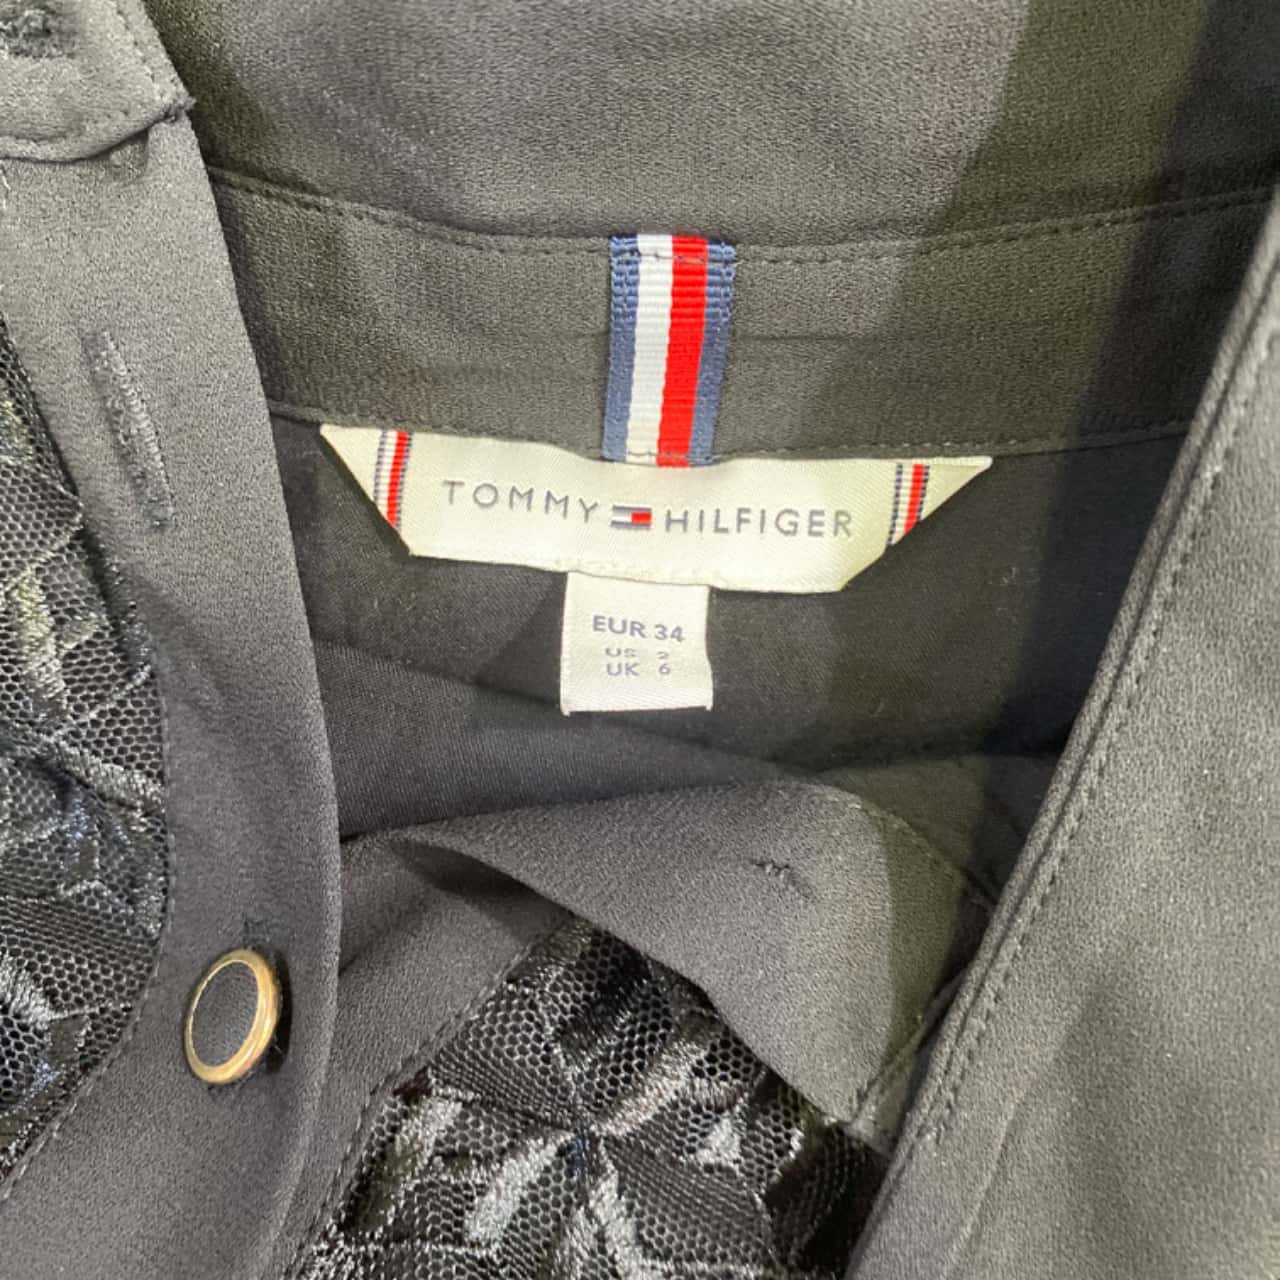 TOMMY HILFIGER
EUR 34
US 2
UK 6